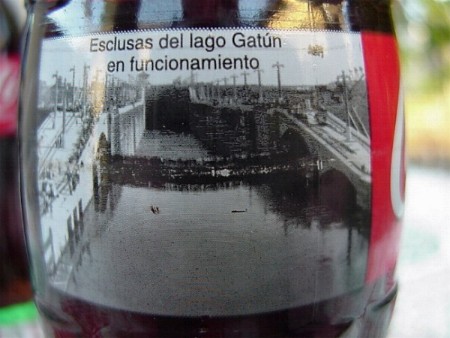 Esclusas del lago Gatún
en funcionamiento